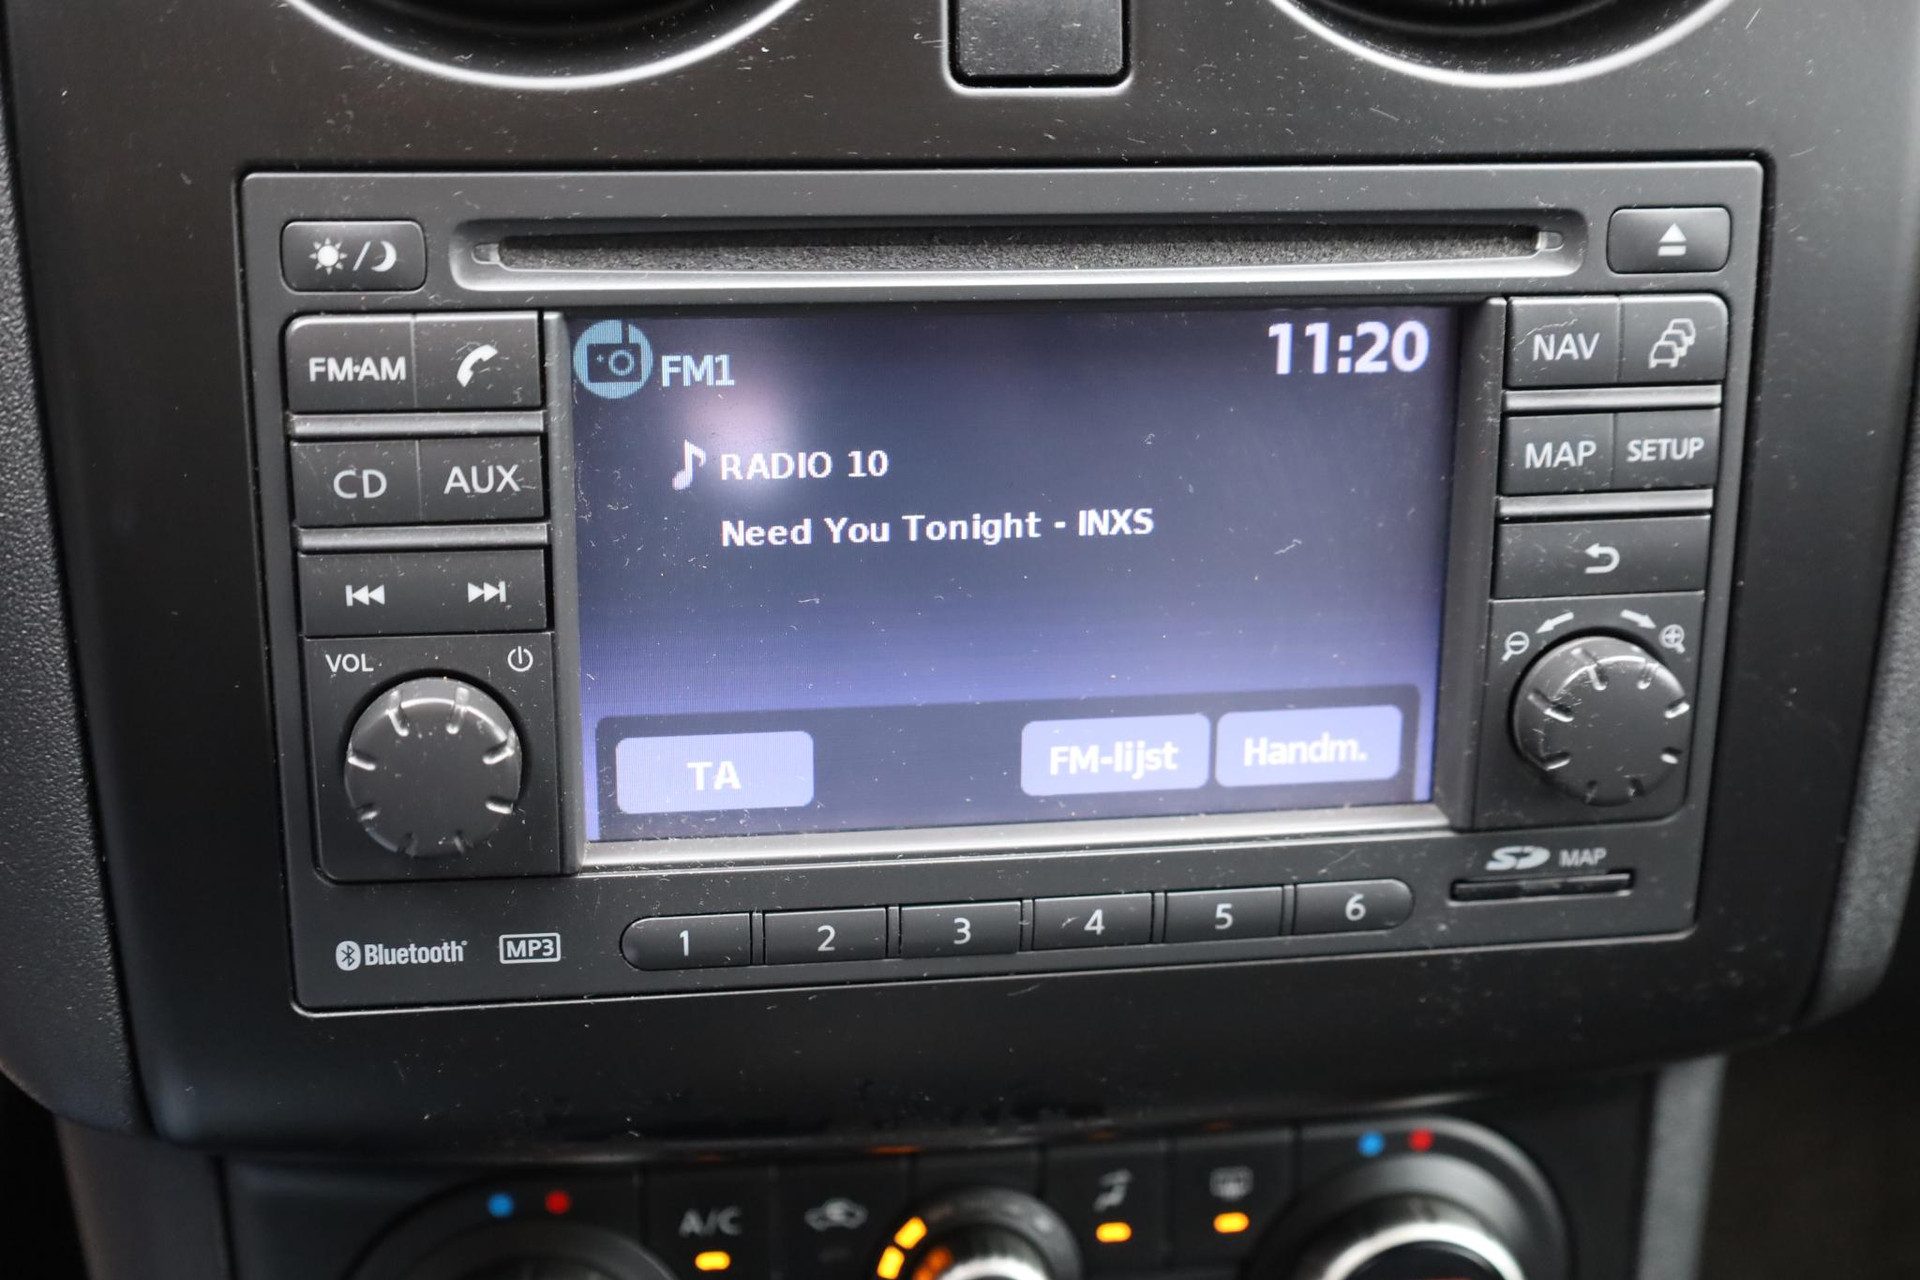 FM·AM
CD AUX
VOL
FM1 11:20
RADIO 10
Need You Tonight - INXS
TA FM-lijst Handm.
NAV
MAP SETUP
SD MAP
Bluetooth MP3 1 2 3 4 5 6
A/C